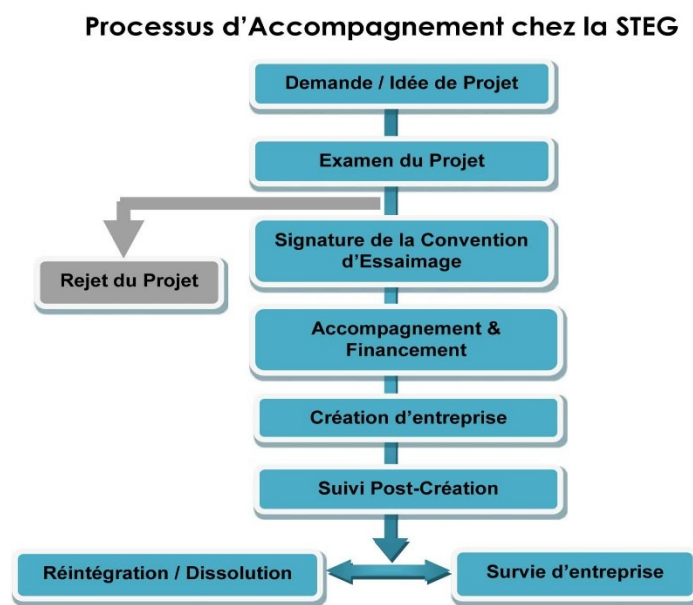 Processus d’Accompagnement chez la STEG
Demande / Idée de Projet
Examen du Projet
Signature de la Convention
d’Essaimage
Rejet du Projet
Accompagnement &
Financement
Création d’entreprise
Suivi Post-Création
Réintégration / Dissolution
Survie d’entreprise